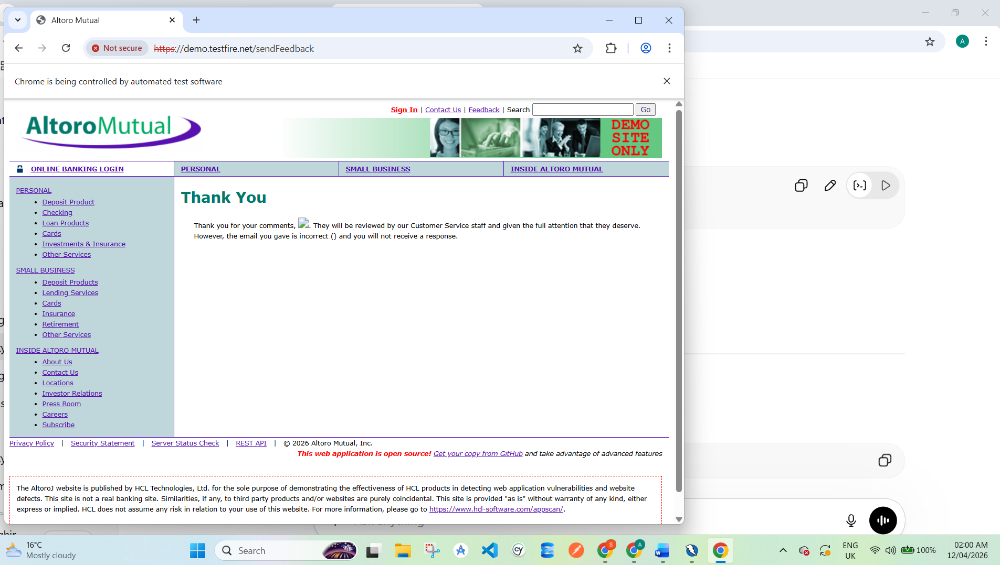 Altoro Mutual
Not secure https://demo.testfire.net/sendFeedback
A
Chrome is being controlled by automated test software
Sign In | Contact Us | Feedback | Search Go
AltoroMutual
DEMO
SITE
ONLY
ONLINE BANKING LOGIN PERSONAL SMALL BUSINESS INSIDE ALTORO MUTUAL
PERSONAL
Deposit Product
Checking
Loan Products
Cards
Investments & Insurance
Other Services
SMALL BUSINESS
Deposit Products
Lending Services
Cards
Insurance
Retirement
Other Services
INSIDE ALTORO MUTUAL
About Us
Contact Us
Locations
Investor Relations
Press Room
Careers
Subscribe
Thank You
Thank you for your comments, . They will be reviewed by our Customer Service staff and given the full attention that they deserve.
However, the email you gave is incorrect () and you will not receive a response.
Privacy Policy | Security Statement | Server Status Check | REST API | © 2026 Altoro Mutual, Inc.
This web application is open source! Get your copy from GitHub and take advantage of advanced features
The AltoroJ website is published by HCL Technologies, Ltd. for the sole purpose of demonstrating the effectiveness of HCL products in detecting web application vulnerabilities and website
defects. This site is not a real banking site. Similarities, if any, to third party products and/or websites are purely coincidental. This site is provided "as is" without warranty of any kind, either
express or implied. HCL does not assume any risk in relation to your use of this website. For more information, please go to https://www.hcl-software.com/appscan/.
16°C
Mostly cloudy
Search
cy
S
A
W
ENG
UK
100%
02:00 AM
12/04/2026